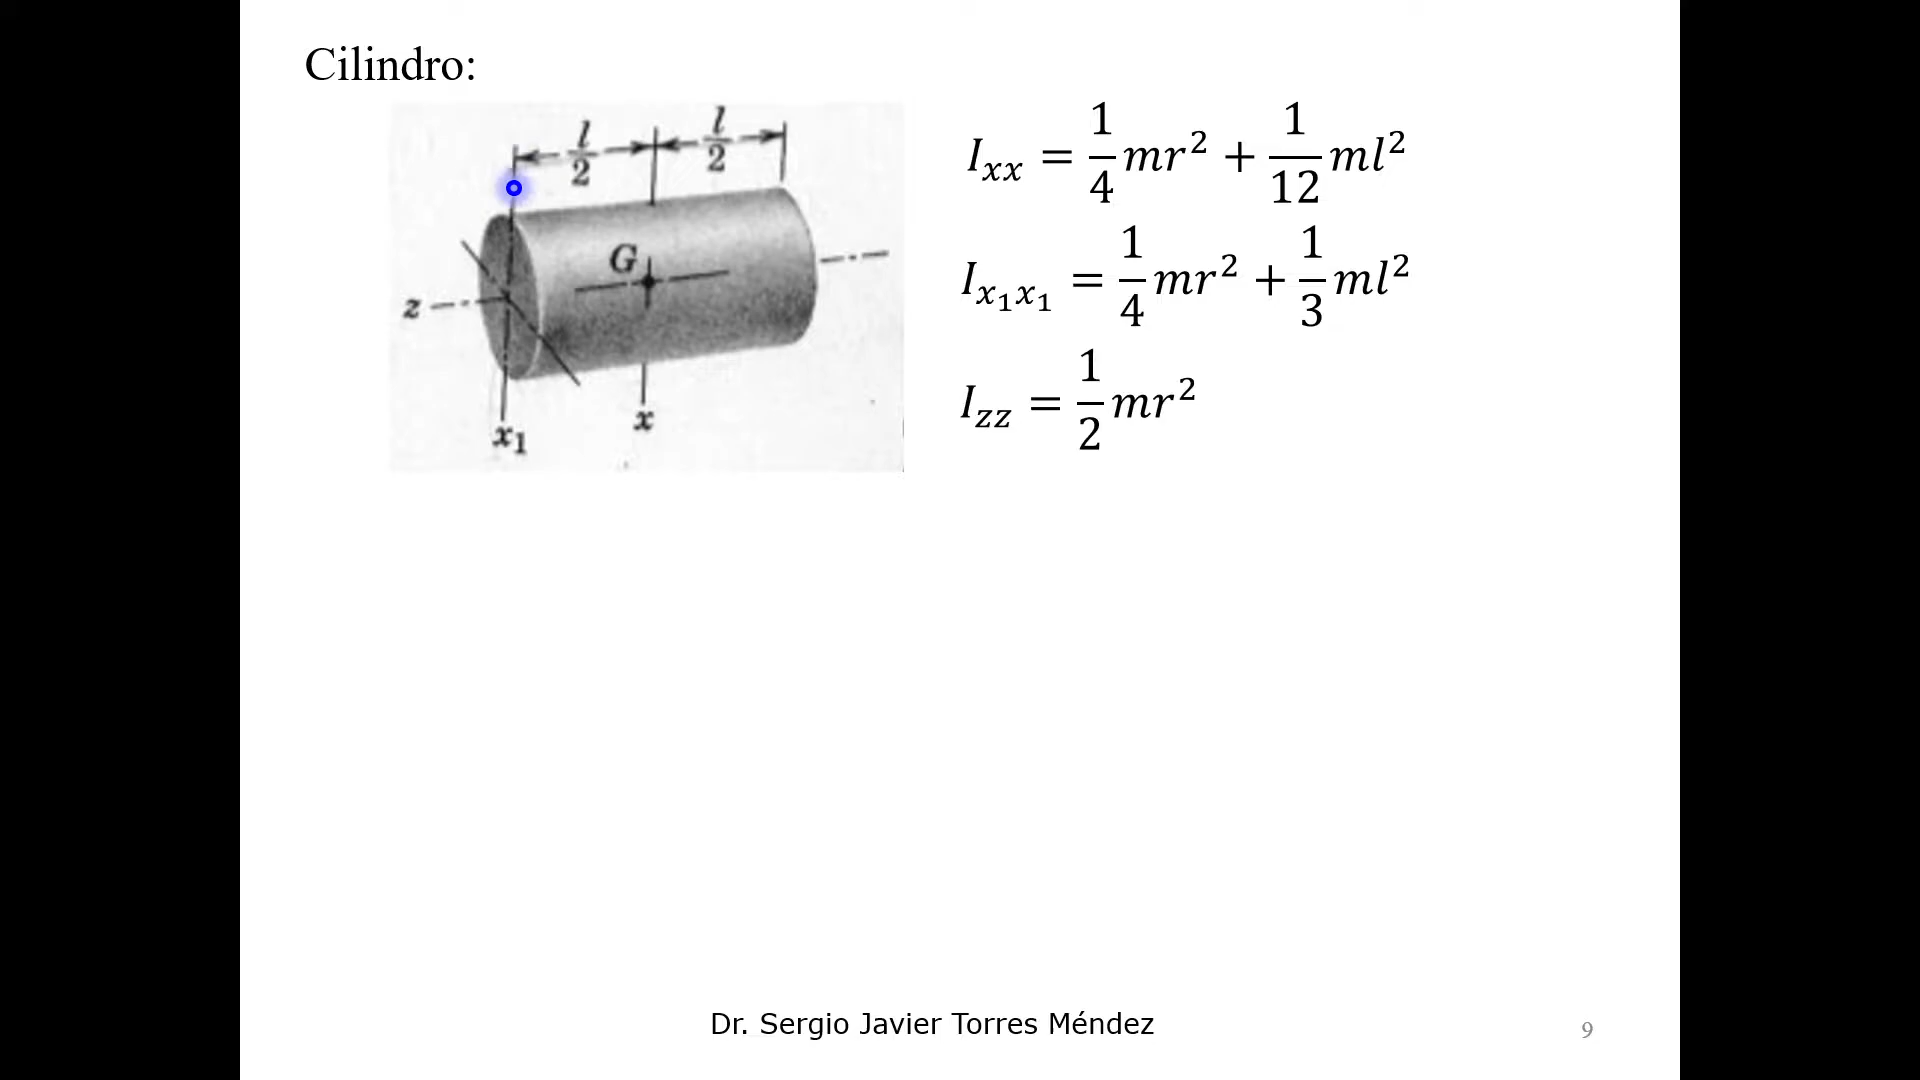 Cilindro:
l/2 l/2
G
z
x₁ x
I_xx = 1/4 mr² + 1/12 ml²
I_x₁x₁ = 1/4 mr² + 1/3 ml²
I_zz = 1/2 mr²
Dr. Sergio Javier Torres Méndez
9